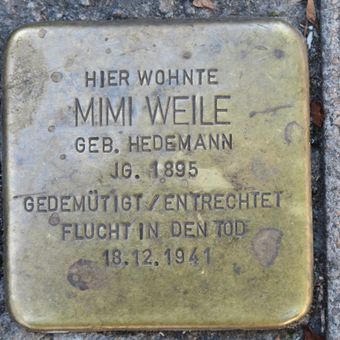 HIER WOHNTE
MIMI WEILE
GEB. HEDEMANN
JG. 1895
GEDEMÜTIGT/ENTRECHTET
FLUCHT IN DEN TOD
18.12.1941